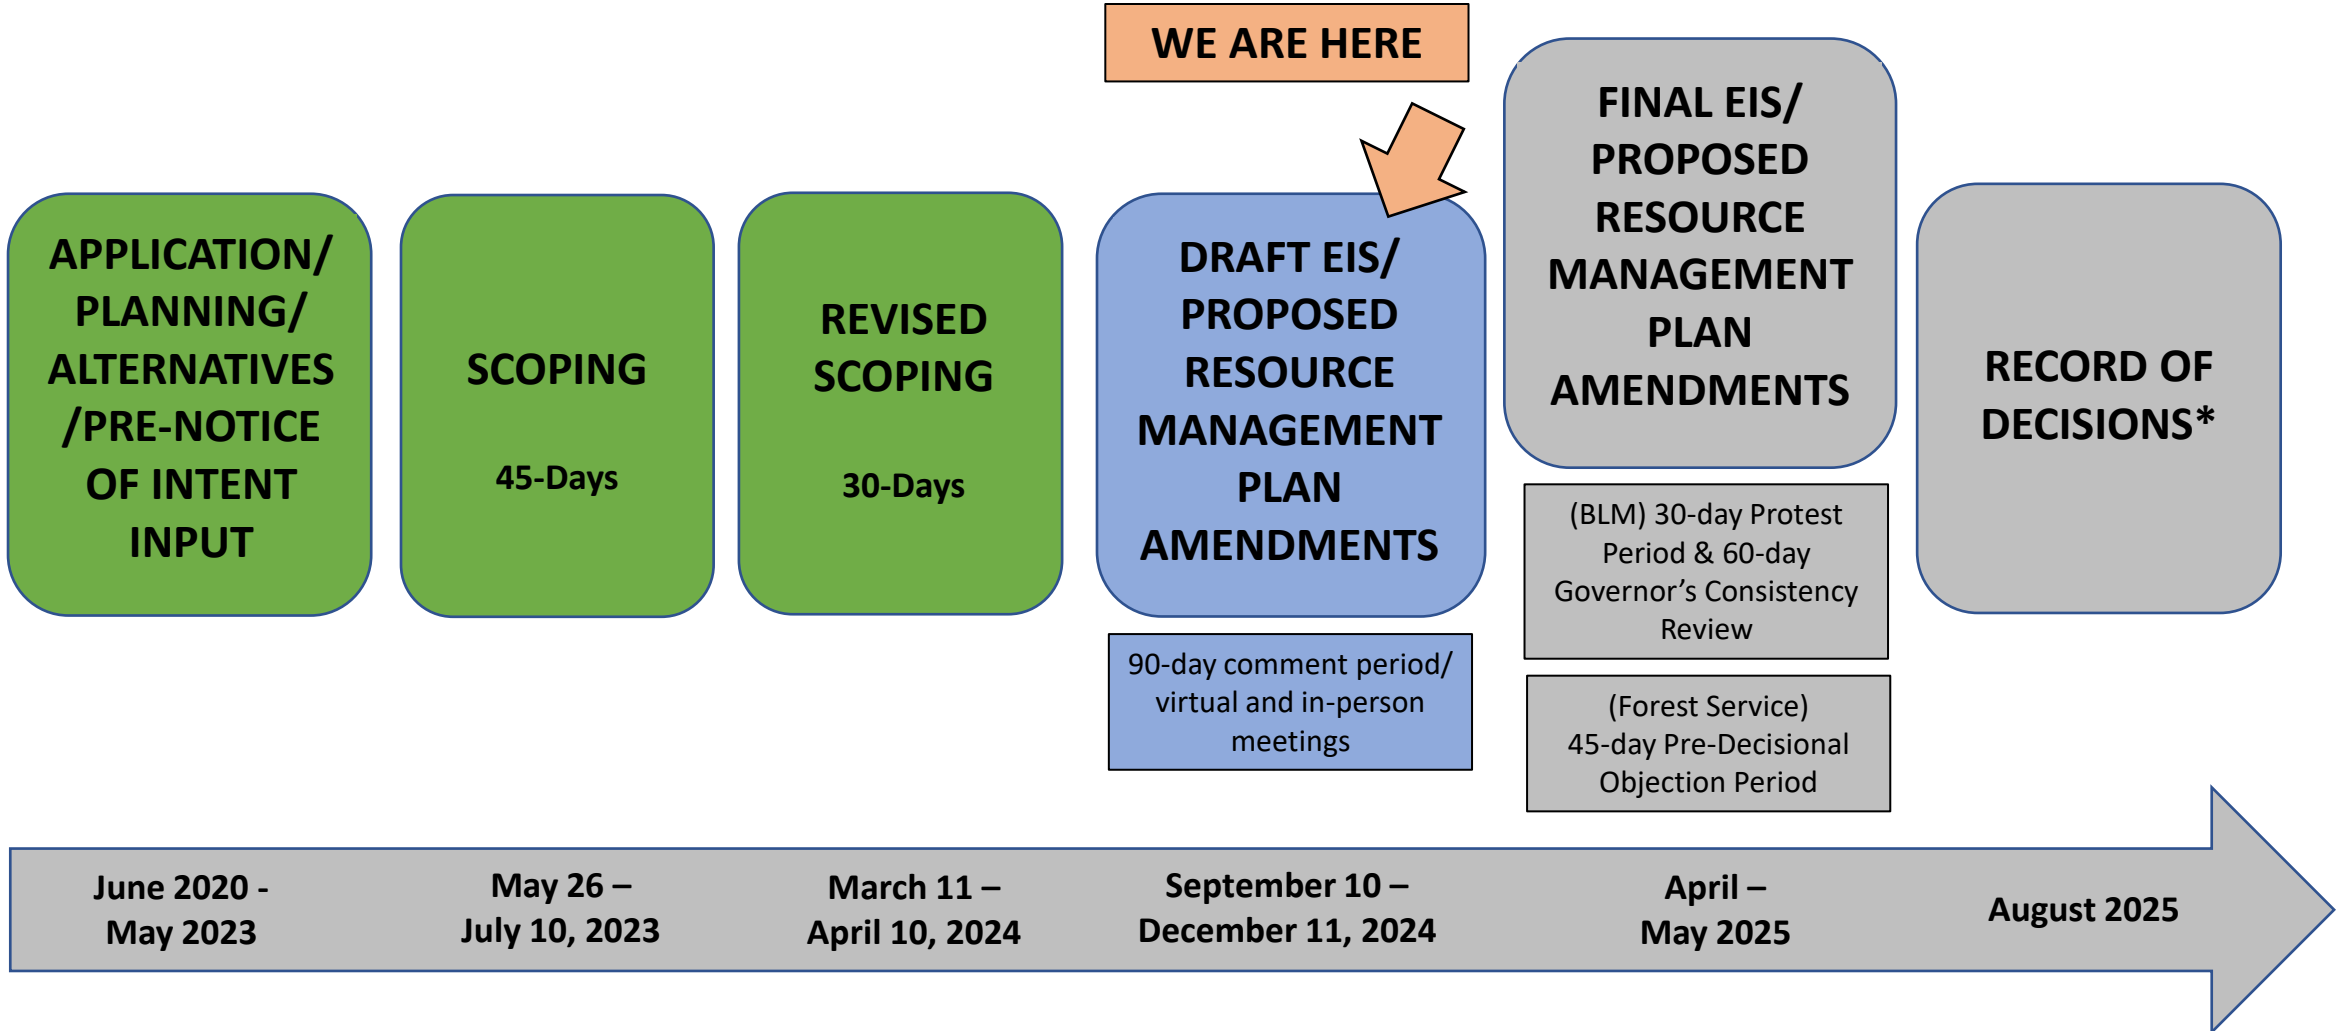 WE ARE HERE
APPLICATION/
PLANNING/
ALTERNATIVES
/PRE-NOTICE
OF INTENT
INPUT
SCOPING
45-Days
REVISED
SCOPING
30-Days
DRAFT EIS/
PROPOSED
RESOURCE
MANAGEMENT
PLAN
AMENDMENTS
90-day comment period/
virtual and in-person
meetings
FINAL EIS/
PROPOSED
RESOURCE
MANAGEMENT
PLAN
AMENDMENTS
(BLM) 30-day Protest
Period & 60-day
Governor’s Consistency
Review
(Forest Service)
45-day Pre-Decisional
Objection Period
RECORD OF
DECISIONS*
June 2020 -
May 2023
May 26 –
July 10, 2023
March 11 –
April 10, 2024
September 10 –
December 11, 2024
April –
May 2025
August 2025